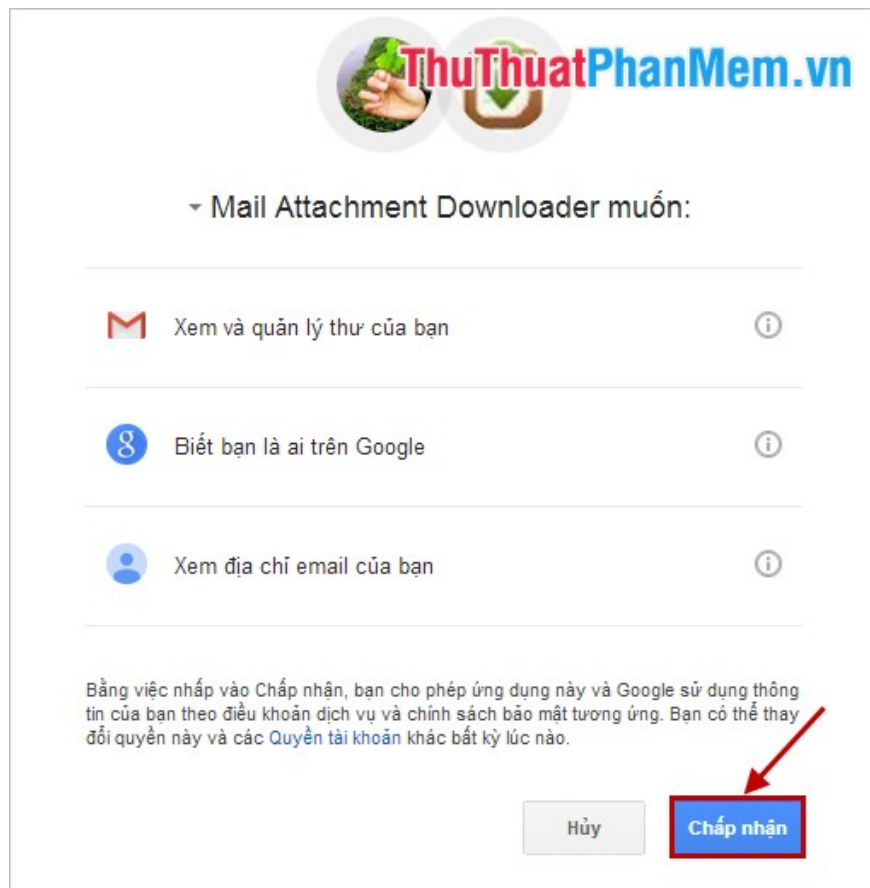 ThuThuatPhanMem.vn
Mail Attachment Downloader muốn:
Xem và quản lý thư của bạn
Biết bạn là ai trên Google
Xem địa chỉ email của bạn
Bằng việc nhấp vào Chấp nhận, bạn cho phép ứng dụng này và Google sử dụng thông
tin của bạn theo điều khoản dịch vụ và chính sách bảo mật tương ứng. Bạn có thể thay
đổi quyền này và các Quyền tài khoản khác bất kỳ lúc nào.
Hủy
Chấp nhận